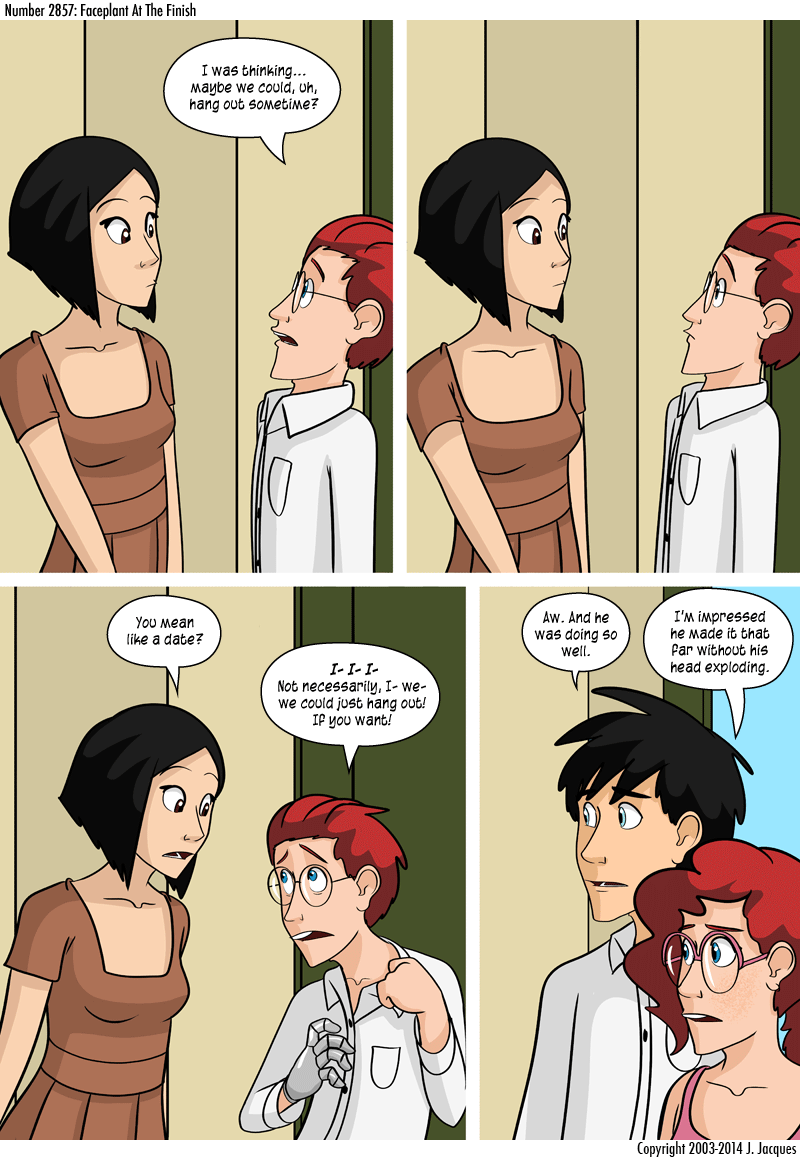 Number 2857: Faceplant At The Finish
I was thinking...
maybe we could, uh,
hang out sometime?
You mean
like a date?
I- I- I-
Not necessarily, I- we-
we could just hang out!
If you want!
Aw. And he
was doing so
well.
I'm impressed
he made it that
far without his
head exploding.
Copyright 2003-2014 J. Jacques